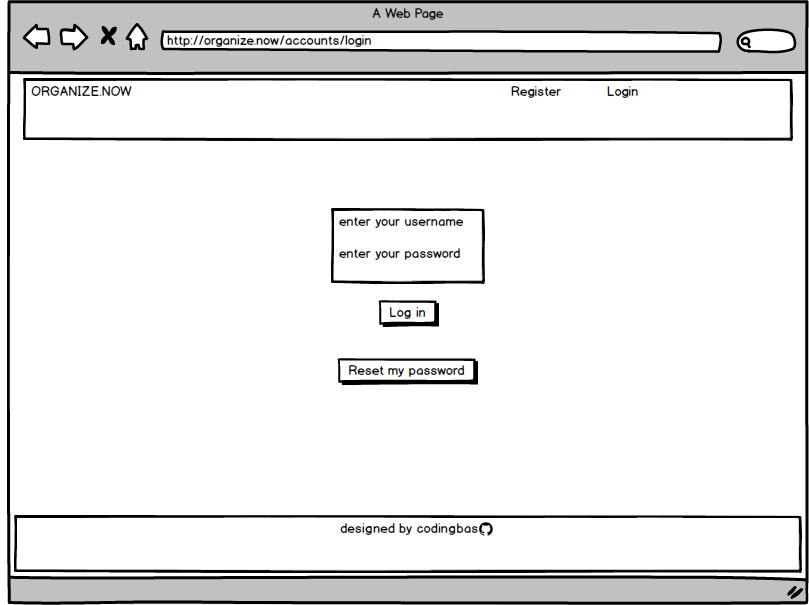 A Web Page
http://organize.now/accounts/login
ORGANIZE.NOW Register Login
enter your username
enter your password
Log in
Reset my password
designed by codingbas